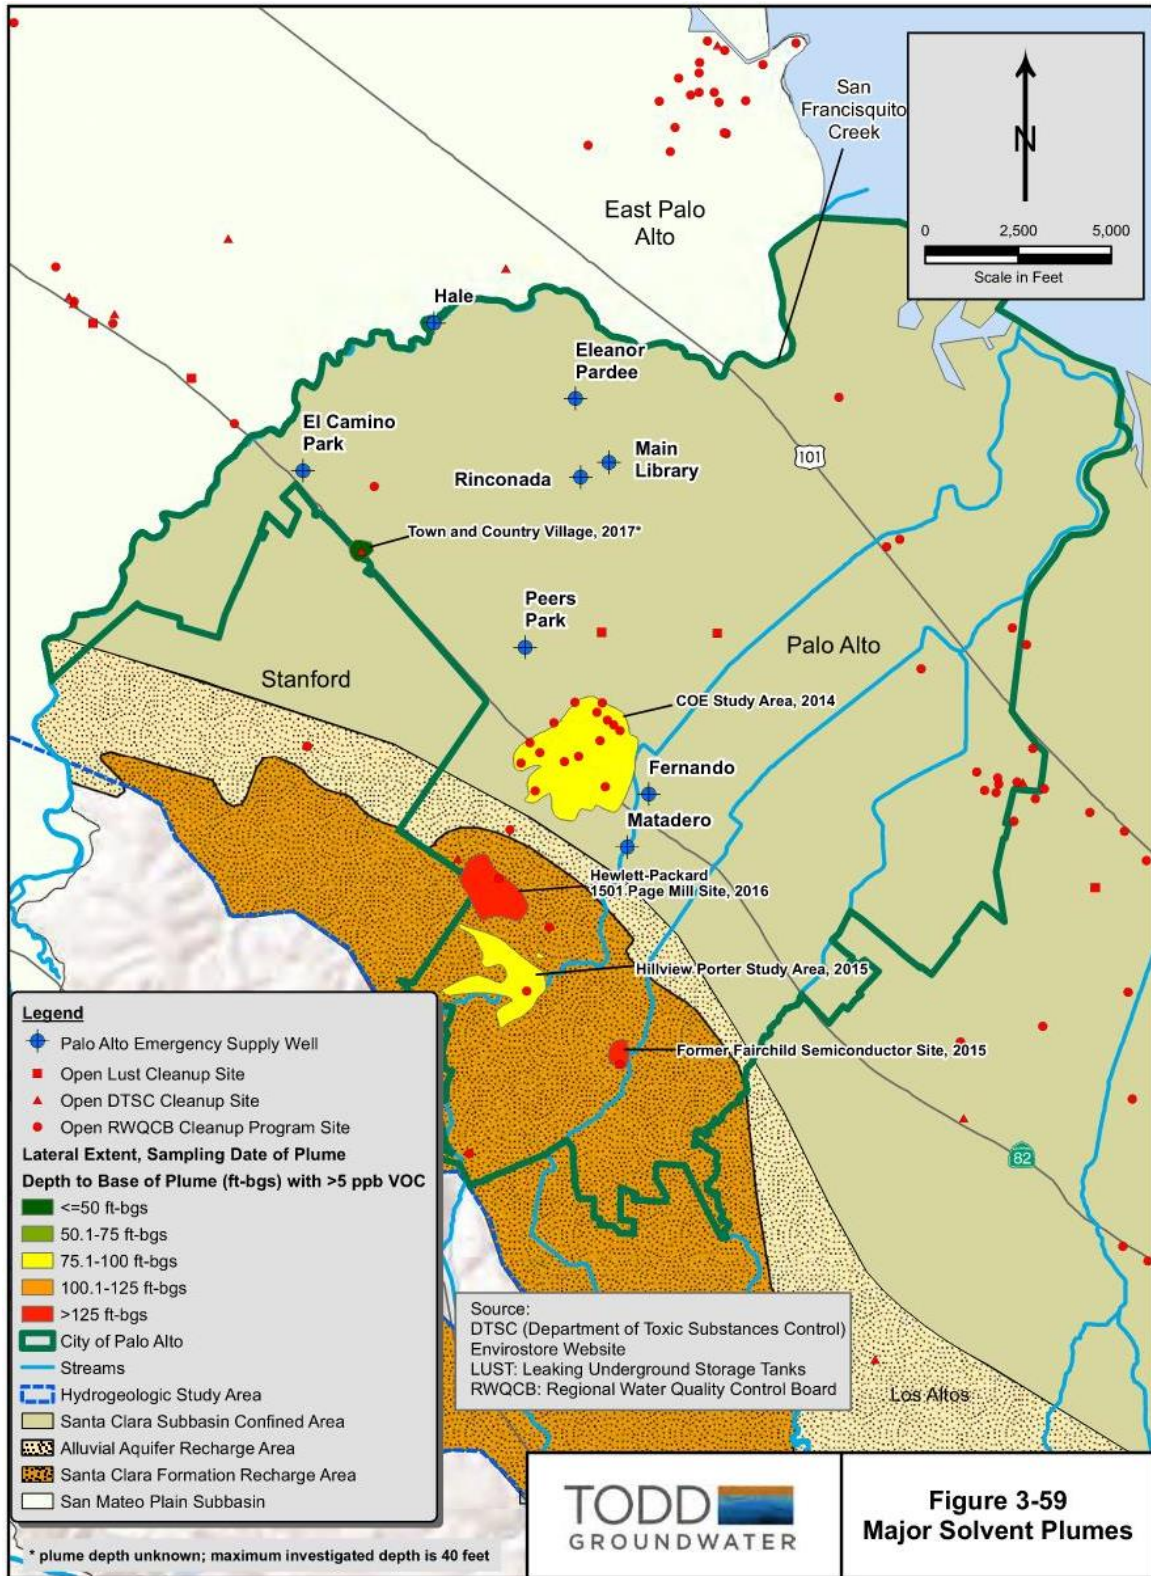 San
Francisquito
Creek
N
0 2,500 5,000
Scale in Feet
East Palo
Alto
Hale
Eleanor
Pardee
El Camino
Park
Main
Library
Rinconada
101
Town and Country Village, 2017*
Peers
Park
Palo Alto
Stanford
COE Study Area, 2014
Fernando
Matadero
Hewlett-Packard
1501 Page Mill Site, 2016
Hillview Porter Study Area, 2015
Former Fairchild Semiconductor Site, 2015
82
Los Altos
Legend
Palo Alto Emergency Supply Well
Open Lust Cleanup Site
Open DTSC Cleanup Site
Open RWQCB Cleanup Program Site
Lateral Extent, Sampling Date of Plume
Depth to Base of Plume (ft-bgs) with >5 ppb VOC
<=50 ft-bgs
50.1-75 ft-bgs
75.1-100 ft-bgs
100.1-125 ft-bgs
>125 ft-bgs
City of Palo Alto
Streams
Hydrogeologic Study Area
Santa Clara Subbasin Confined Area
Alluvial Aquifer Recharge Area
Santa Clara Formation Recharge Area
San Mateo Plain Subbasin
* plume depth unknown; maximum investigated depth is 40 feet
Source:
DTSC (Department of Toxic Substances Control)
Envirostore Website
LUST: Leaking Underground Storage Tanks
RWQCB: Regional Water Quality Control Board
TODD
GROUNDWATER
Figure 3-59
Major Solvent Plumes